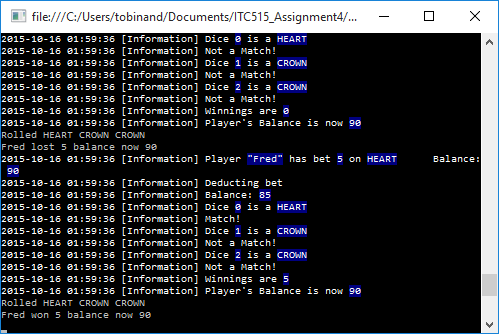 file:///C:/Users/tobinand/Documents/ITC515_Assignment4/...
2015-10-16 01:59:36 [Information] Dice 0 is a HEART
2015-10-16 01:59:36 [Information] Not a Match!
2015-10-16 01:59:36 [Information] Dice 1 is a CROWN
2015-10-16 01:59:36 [Information] Not a Match!
2015-10-16 01:59:36 [Information] Dice 2 is a CROWN
2015-10-16 01:59:36 [Information] Not a Match!
2015-10-16 01:59:36 [Information] Winnings are 0
2015-10-16 01:59:36 [Information] Player's Balance is now 90
Rolled HEART CROWN CROWN
Fred lost 5 balance now 90
2015-10-16 01:59:36 [Information] Player "Fred" has bet 5 on HEART Balance:
90
2015-10-16 01:59:36 [Information] Deducting bet
2015-10-16 01:59:36 [Information] Balance: 85
2015-10-16 01:59:36 [Information] Dice 0 is a HEART
2015-10-16 01:59:36 [Information] Match!
2015-10-16 01:59:36 [Information] Dice 1 is a CROWN
2015-10-16 01:59:36 [Information] Not a Match!
2015-10-16 01:59:36 [Information] Dice 2 is a CROWN
2015-10-16 01:59:36 [Information] Not a Match!
2015-10-16 01:59:36 [Information] Winnings are 5
2015-10-16 01:59:36 [Information] Player's Balance is now 90
Rolled HEART CROWN CROWN
Fred won 5 balance now 90